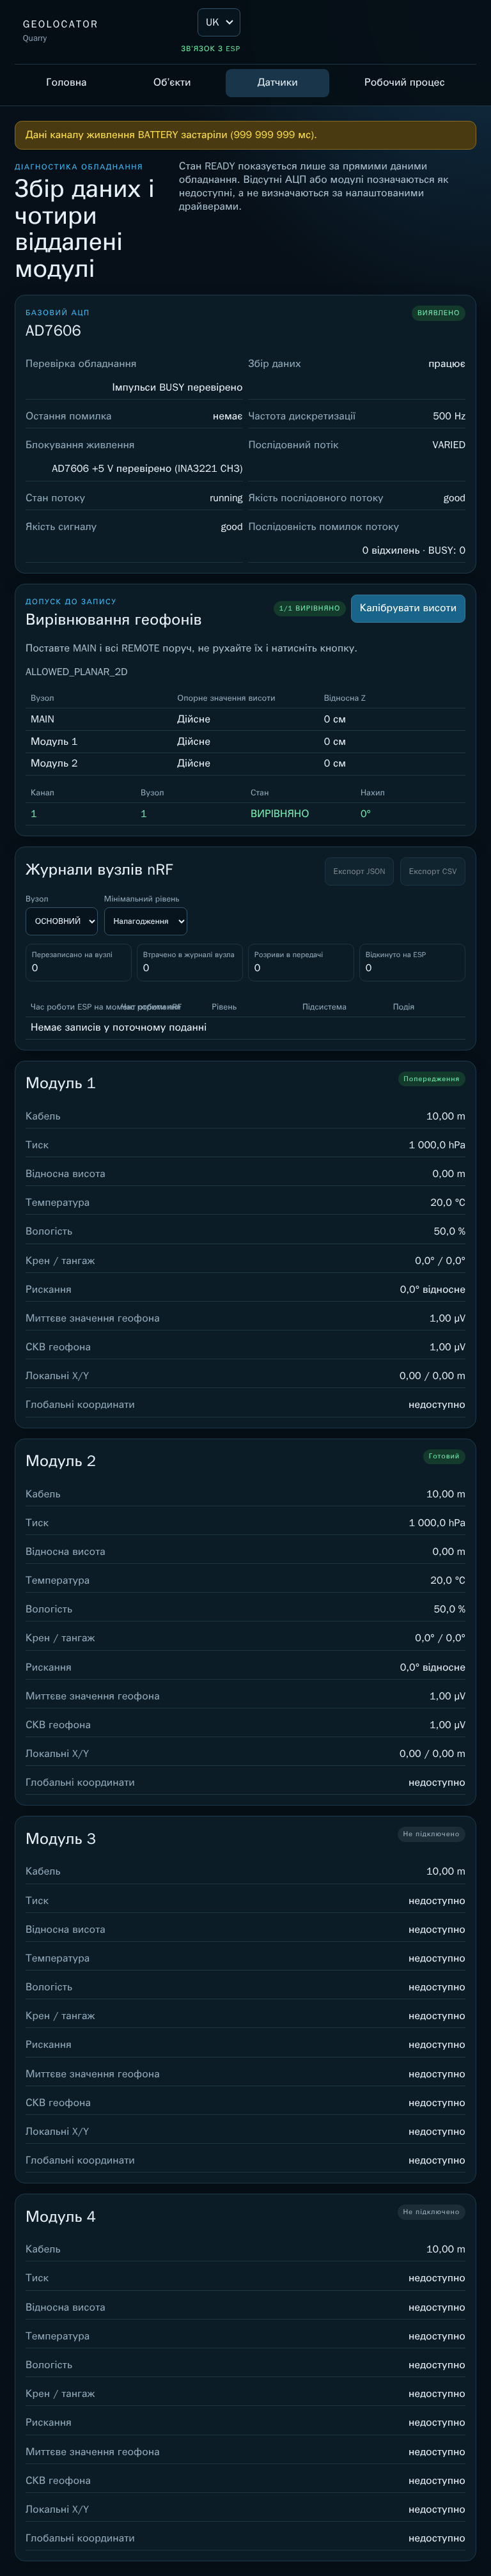 GEOLOCATOR
Quarry
UK
ЗВ'ЯЗОК З ESP
Головна
Об'єкти
Датчики
Робочий процес
Дані каналу живлення BATTERY застаріли (999 999 999 мс).
ДІАГНОСТИКА ОБЛАДНАННЯ
Збір даних і
чотири
віддалені
модулі
Стан READY показується лише за прямими даними
обладнання. Відсутні АЦП або модулі позначаються як
недоступні, а не визначаються за налаштованими
драйверами.
БАЗОВИЙ АЦП
AD7606
ВИЯВЛЕНО
Перевірка обладнання
Імпульси BUSY перевірено
Збір даних працює
Остання помилка немає
Частота дискретизації 500 Hz
Блокування живлення
AD7606 +5 V перевірено (INA3221 CH3)
Послідовний потік VARIED
Стан потоку running
Якість послідовного потоку good
Якість сигналу good
Послідовність помилок потоку
0 відхилень · BUSY: 0
ДОПУСК ДО ЗАПИСУ
Вирівнювання геофонів
1/1 ВИРІВНЯНО
Калібрувати висоти
Поставте MAIN і всі REMOTE поруч, не рухайте їх і натисніть кнопку.
ALLOWED_PLANAR_2D
Вузол Опорне значення висоти Відносна Z
MAIN Дійсне 0 см
Модуль 1 Дійсне 0 см
Модуль 2 Дійсне 0 см
Канал Вузол Стан Нахил
1 1 ВИРІВНЯНО 0°
Журнали вузлів nRF
Експорт JSON
Експорт CSV
Вузол
ОСНОВНИЙ
Мінімальний рівень
Налагодження
Перезаписано на вузлі
0
Втрачено в журналі вузла
0
Розриви в передачі
0
Відкинуто на ESP
0
Час роботи ESP на момент отримання Час роботи nRF Рівень Підсистема Подія
Немає записів у поточному поданні
Модуль 1
Попередження
Кабель 10,00 m
Тиск 1 000,0 hPa
Відносна висота 0,00 m
Температура 20,0 °C
Вологість 50,0 %
Крен / тангаж 0,0° / 0,0°
Рискання 0,0° відносне
Миттєве значення геофона 1,00 µV
СКВ геофона 1,00 µV
Локальні X/Y 0,00 / 0,00 m
Глобальні координати недоступно
Модуль 2
Готовий
Кабель 10,00 m
Тиск 1 000,0 hPa
Відносна висота 0,00 m
Температура 20,0 °C
Вологість 50,0 %
Крен / тангаж 0,0° / 0,0°
Рискання 0,0° відносне
Миттєве значення геофона 1,00 µV
СКВ геофона 1,00 µV
Локальні X/Y 0,00 / 0,00 m
Глобальні координати недоступно
Модуль 3
Не підключено
Кабель 10,00 m
Тиск недоступно
Відносна висота недоступно
Температура недоступно
Вологість недоступно
Крен / тангаж недоступно
Рискання недоступно
Миттєве значення геофона недоступно
СКВ геофона недоступно
Локальні X/Y недоступно
Глобальні координати недоступно
Модуль 4
Не підключено
Кабель 10,00 m
Тиск недоступно
Відносна висота недоступно
Температура недоступно
Вологість недоступно
Крен / тангаж недоступно
Рискання недоступно
Миттєве значення геофона недоступно
СКВ геофона недоступно
Локальні X/Y недоступно
Глобальні координати недоступно